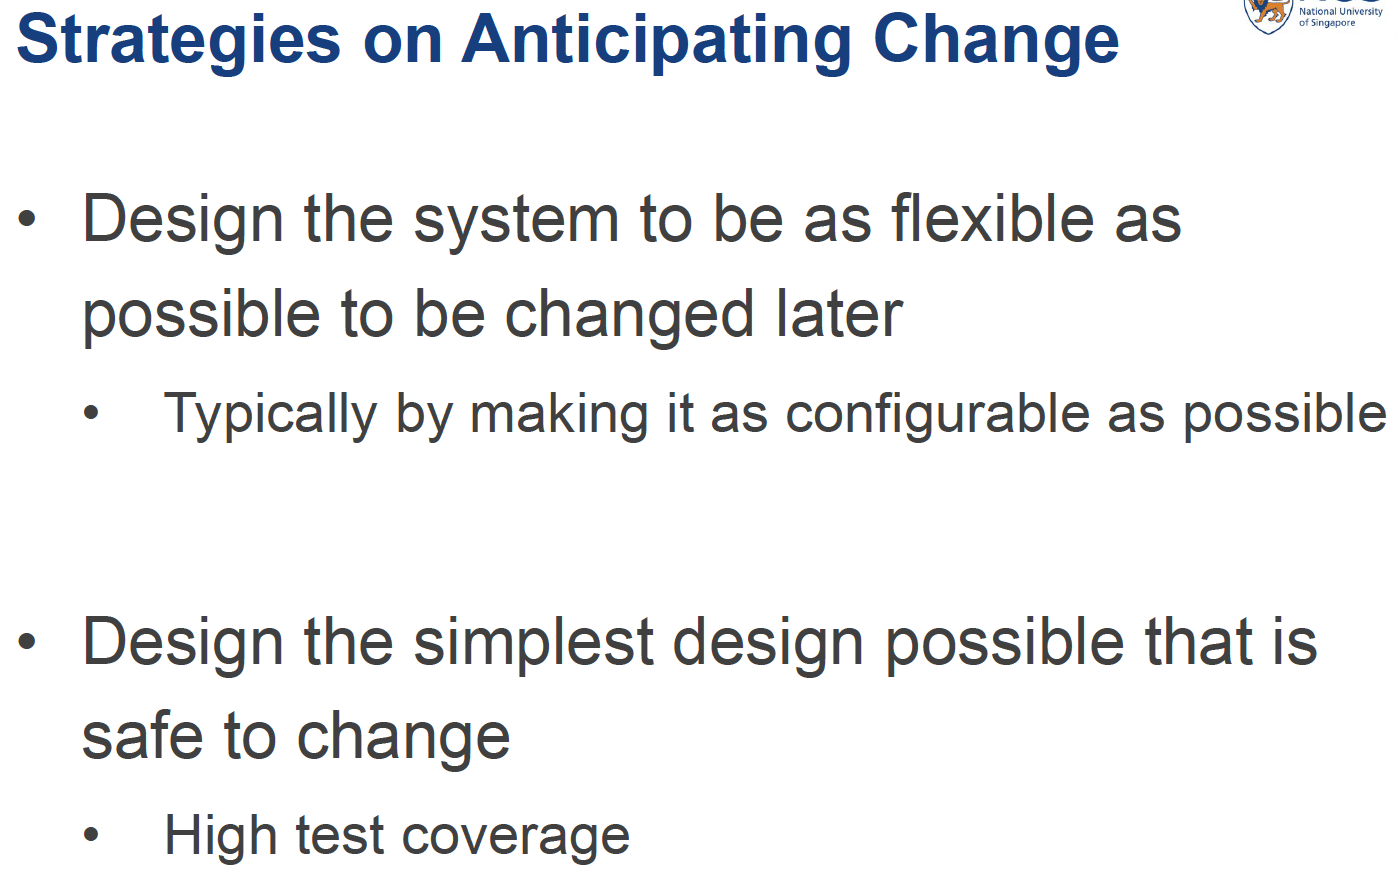 Strategies on Anticipating Change
National University
of Singapore
• Design the system to be as flexible as
possible to be changed later
• Typically by making it as configurable as possible
• Design the simplest design possible that is
safe to change
• High test coverage